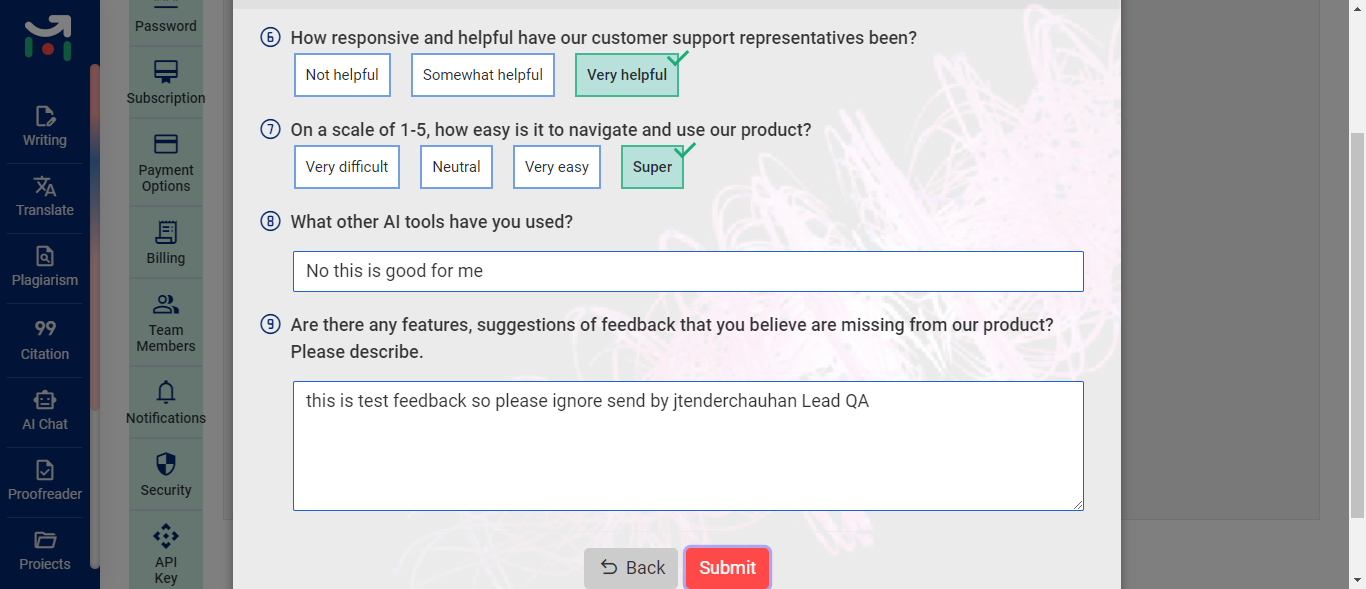 Password
Subscription
Payment
Options
Billing
Team
Members
Notifications
Security
API
Key
Writing
Translate
Plagiarism
99
Citation
AI Chat
Proofreader
Projects
6 How responsive and helpful have our customer support representatives been?
Not helpful Somewhat helpful Very helpful
7 On a scale of 1-5, how easy is it to navigate and use our product?
Very difficult Neutral Very easy Super
8 What other AI tools have you used?
No this is good for me
9 Are there any features, suggestions of feedback that you believe are missing from our product?
Please describe.
this is test feedback so please ignore send by jtenderchauhan Lead QA
Back Submit